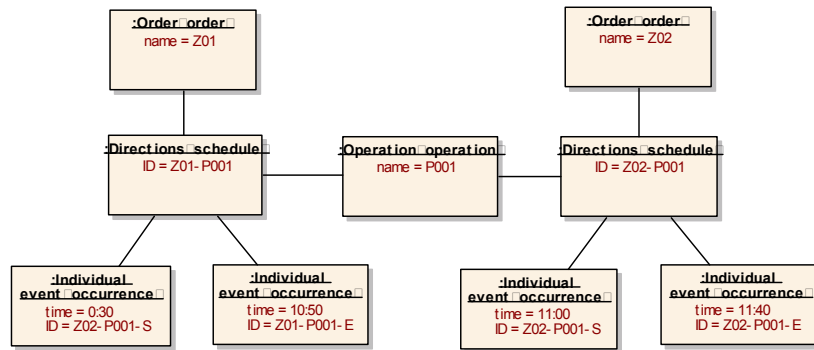 :Order□order□
name = Z01
:Order□order□
name = Z02
:Directions□schedule□
ID = Z01-P001
:Operation□operation□
name = P001
:Directions□schedule□
ID = Z02-P001
:Individual
event□occurrence□
time = 0:30
ID = Z02-P001-S
:Individual
event□occurrence□
time = 10:50
ID = Z01-P001-E
:Individual
event□occurrence□
time = 11:00
ID = Z02-P001-S
:Individual
event□occurrence□
time = 11:40
ID = Z02-P001-E